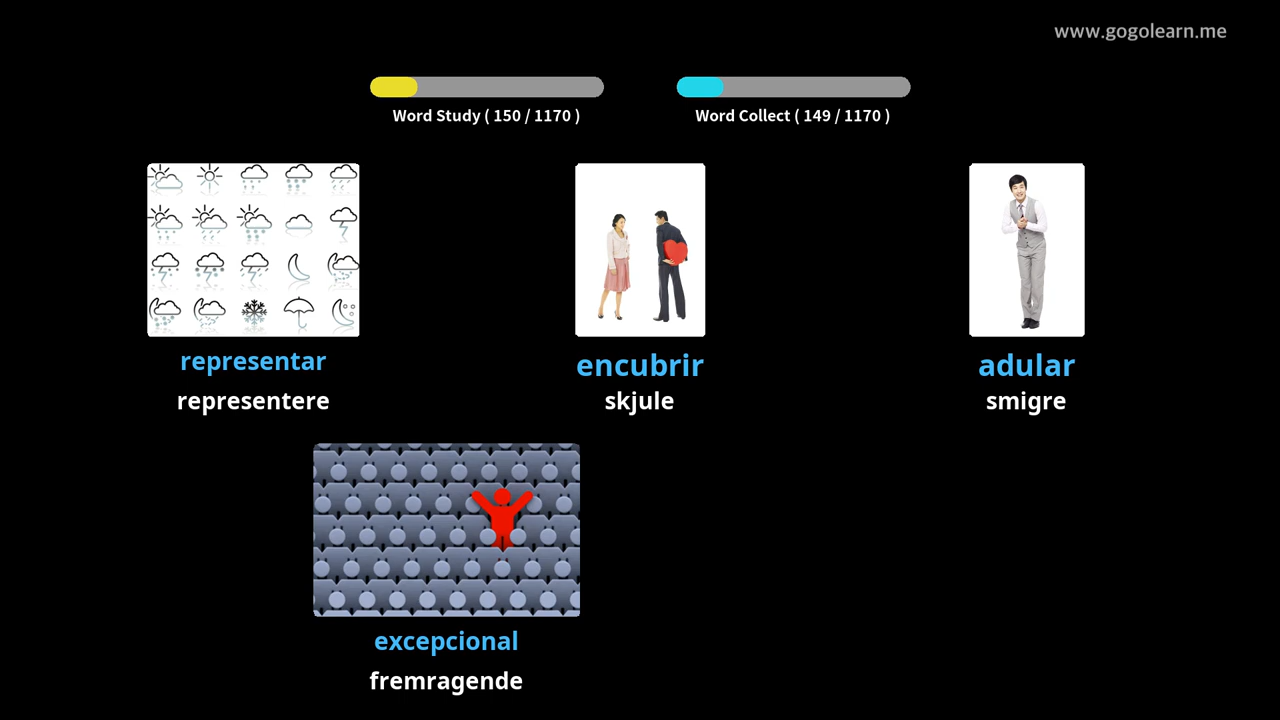 www.gogolearn.me
Word Study ( 150 / 1170 )
Word Collect ( 149 / 1170 )
representar
representere
encubrir
skjule
adular
smigre
excepcional
fremragende